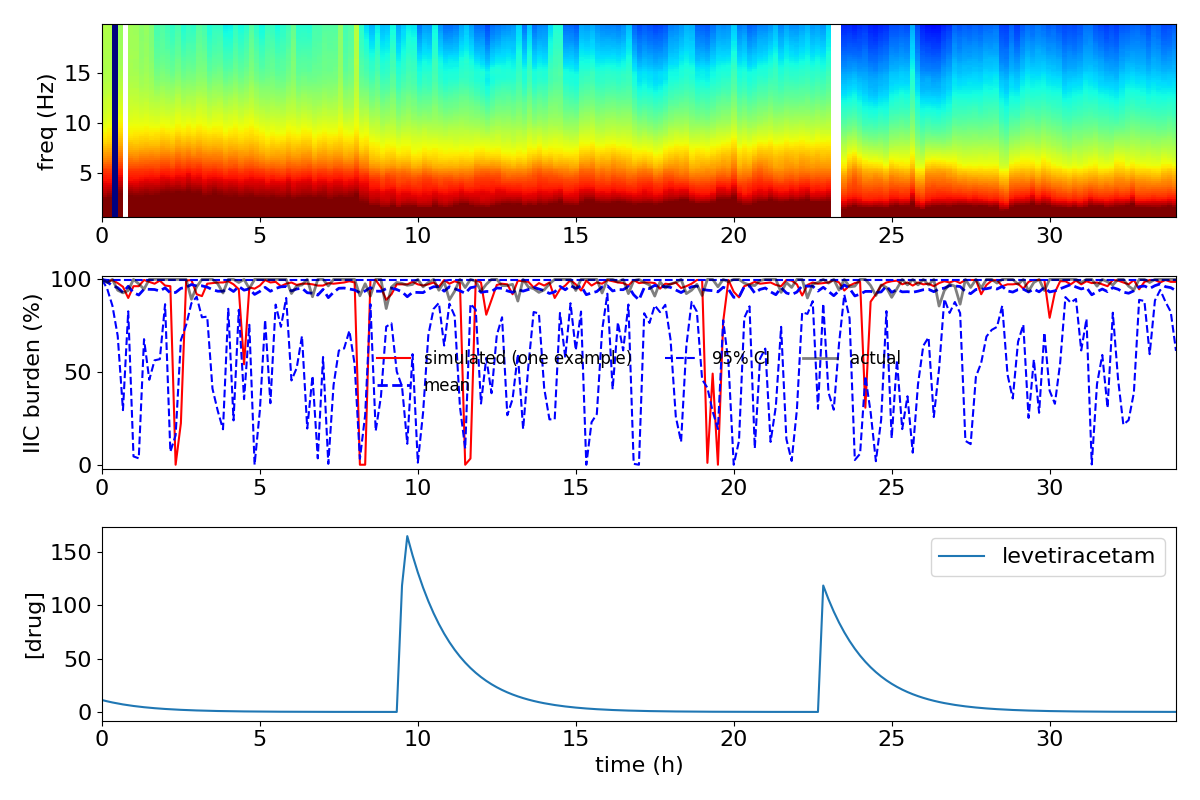 freq (Hz)
15
10
5
0 5 10 15 20 25 30
IIC burden (%)
100
50
0
simulated (one example) 95% CI actual
mean
0 5 10 15 20 25 30
[drug]
150
100
50
0
levetiracetam
0 5 10 15 20 25 30
time (h)